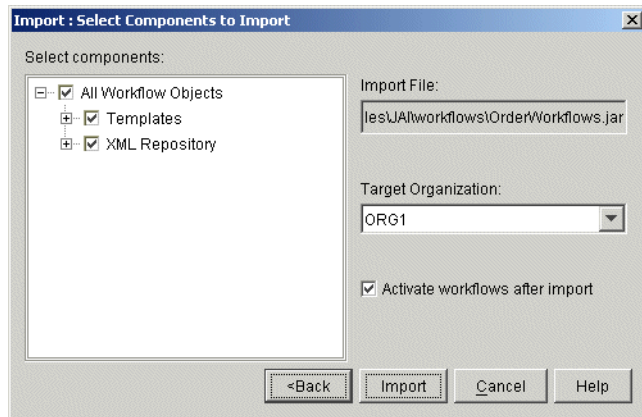 Import : Select Components to Import
Select components:
All Workflow Objects
Templates
XML Repository
Import File:
les\JAI\workflows\OrderWorkflows.jar
Target Organization:
ORG1
Activate workflows after import
<Back
Import
Cancel
Help